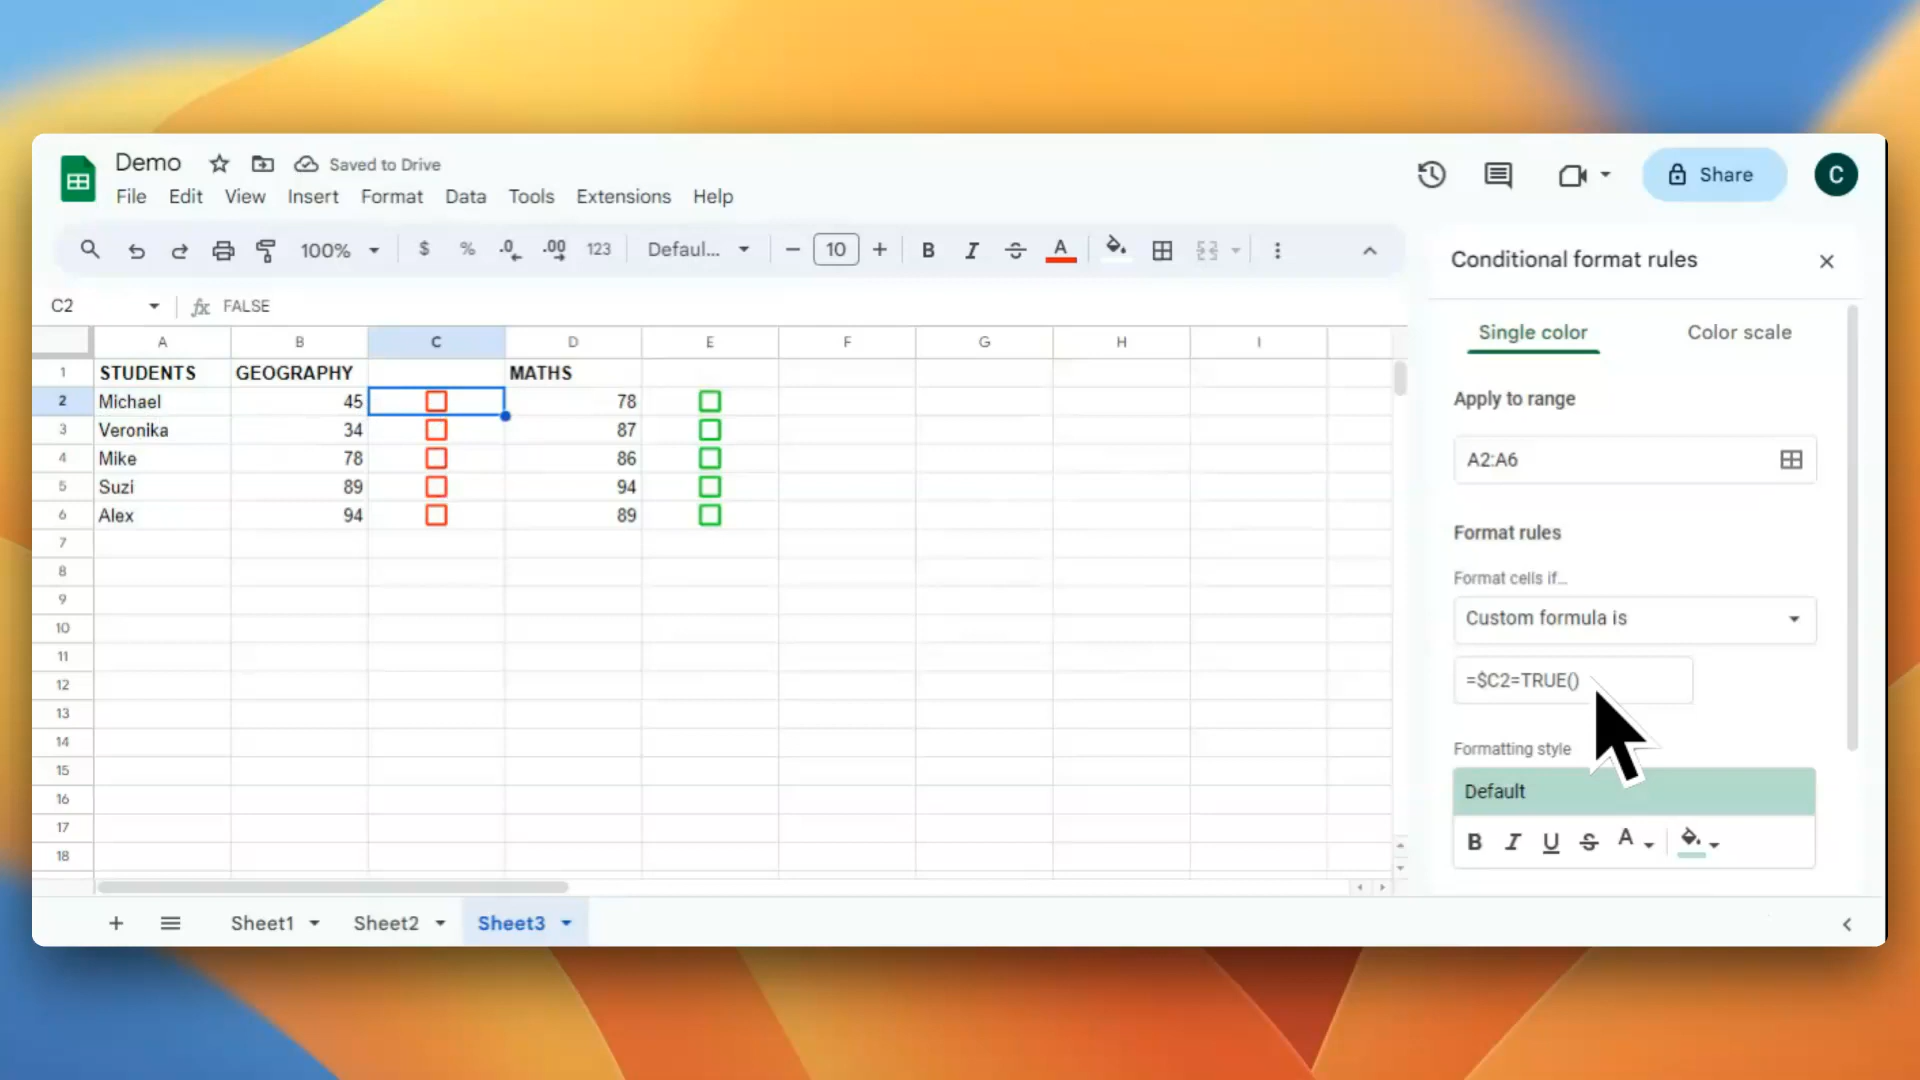 Demo Saved to Drive
File Edit View Insert Format Data Tools Extensions Help
Share
C
100% $ % .0 .00 123 Defaul... 10 B I S A
C2 fx FALSE
A B C D E F G H I
1 STUDENTS GEOGRAPHY MATHS
2 Michael 45 78
3 Veronika 34 87
4 Mike 78 86
5 Suzi 89 94
6 Alex 94 89
7
8
9
10
11
12
13
14
15
16
17
18
Sheet1 Sheet2 Sheet3
Conditional format rules
Single color Color scale
Apply to range
A2:A6
Format rules
Format cells if…
Custom formula is
=$C2=TRUE()
Formatting style
Default
B I U S A